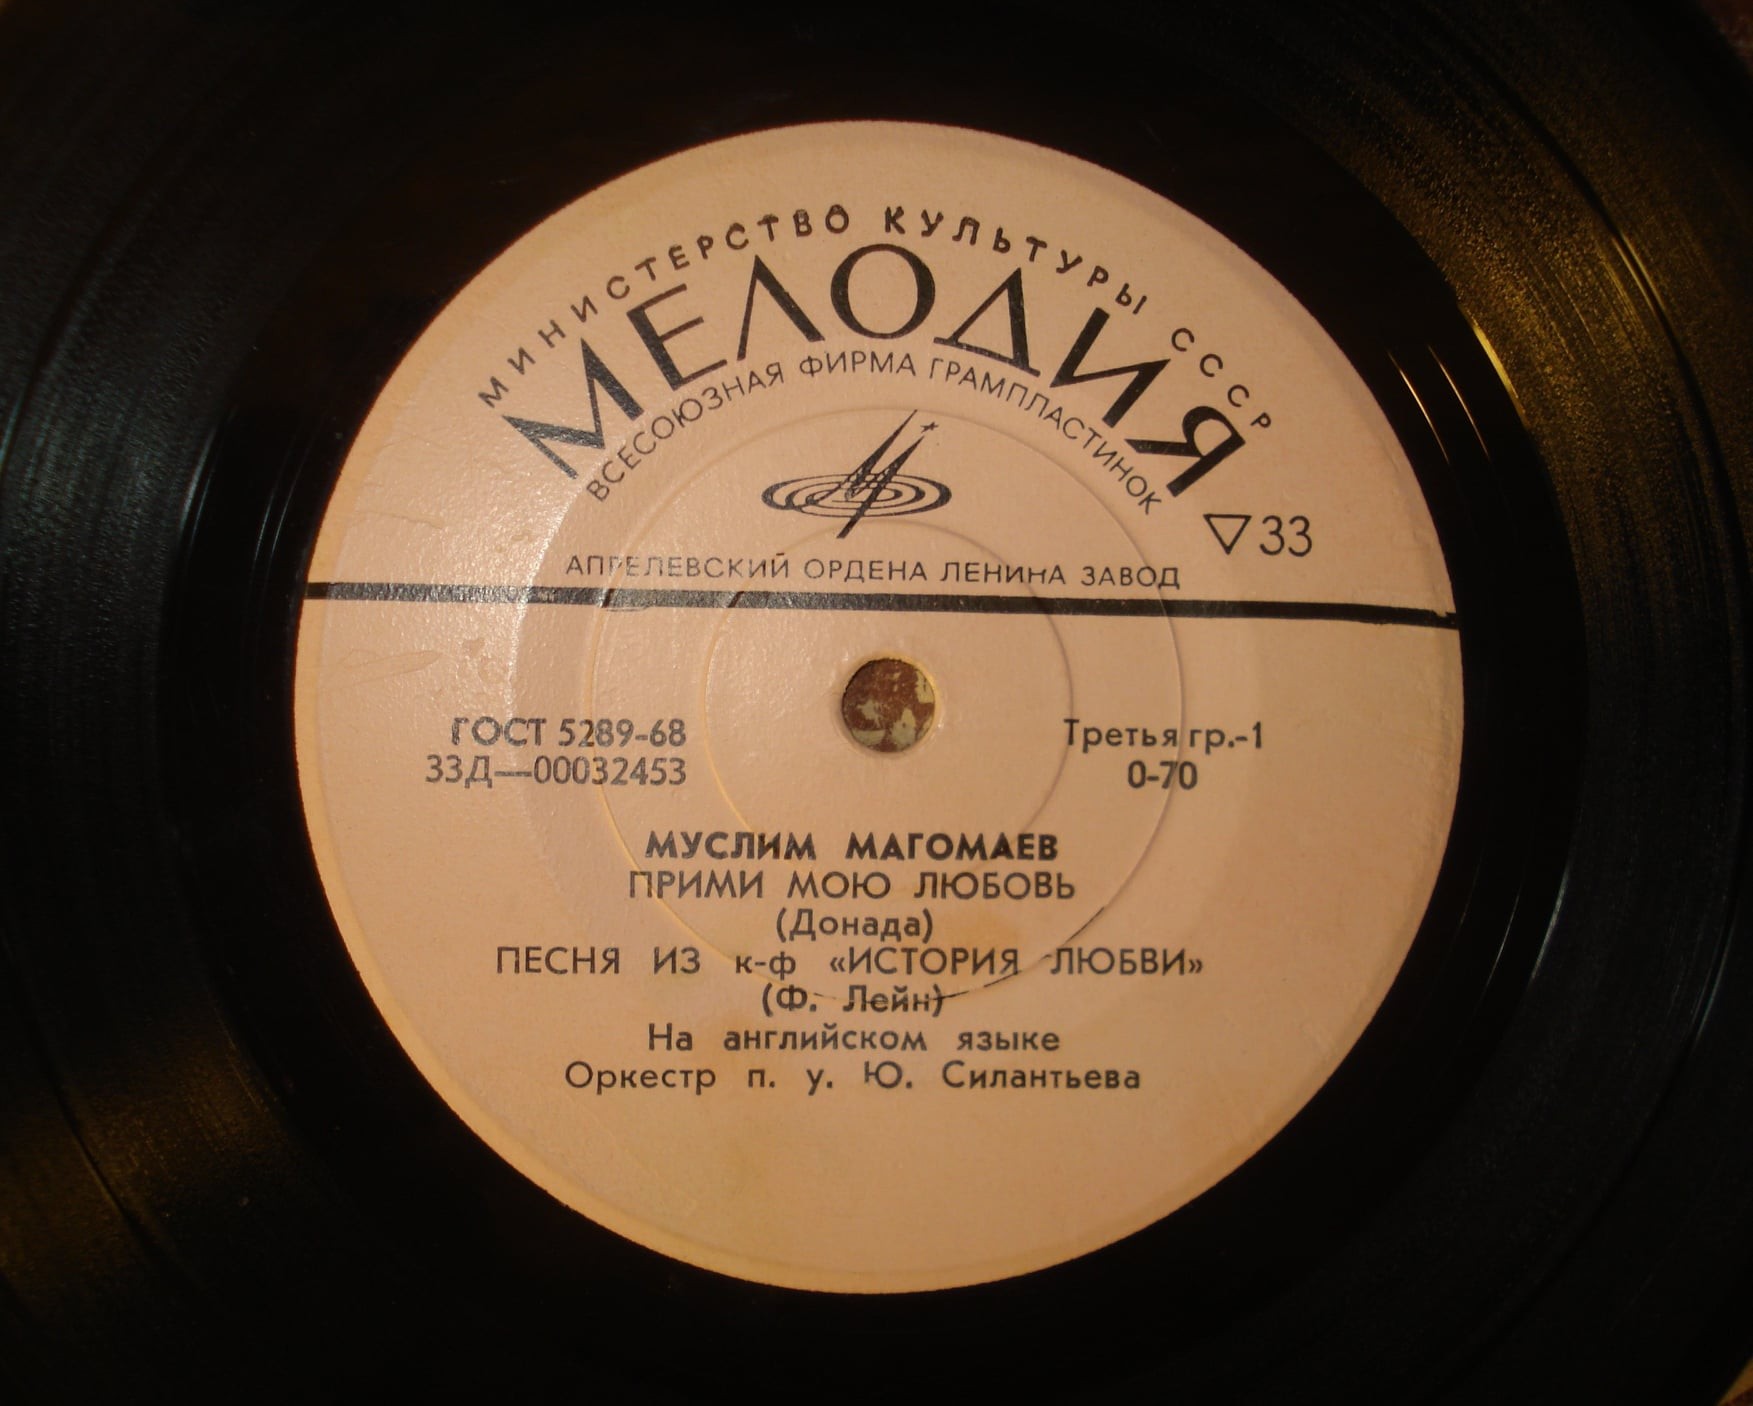 МИНИСТЕРСТВО КУЛЬТУРЫ СССР
МЕЛОДИЯ
ВСЕСОЮЗНАЯ ФИРМА ГРАМПЛАСТИНОК
▽33
АПРЕЛЕВСКИЙ ОРДЕНА ЛЕНИНА ЗАВОД
ГОСТ 5289-68
33Д—00032453
Третья гр.-1
0-70
МУСЛИМ МАГОМАЕВ
ПРИМИ МОЮ ЛЮБОВЬ
(Донада)
ПЕСНЯ ИЗ к-ф «ИСТОРИЯ ЛЮБВИ»
(Ф. Лейн)
На английском языке
Оркестр п. у. Ю. Силантьева